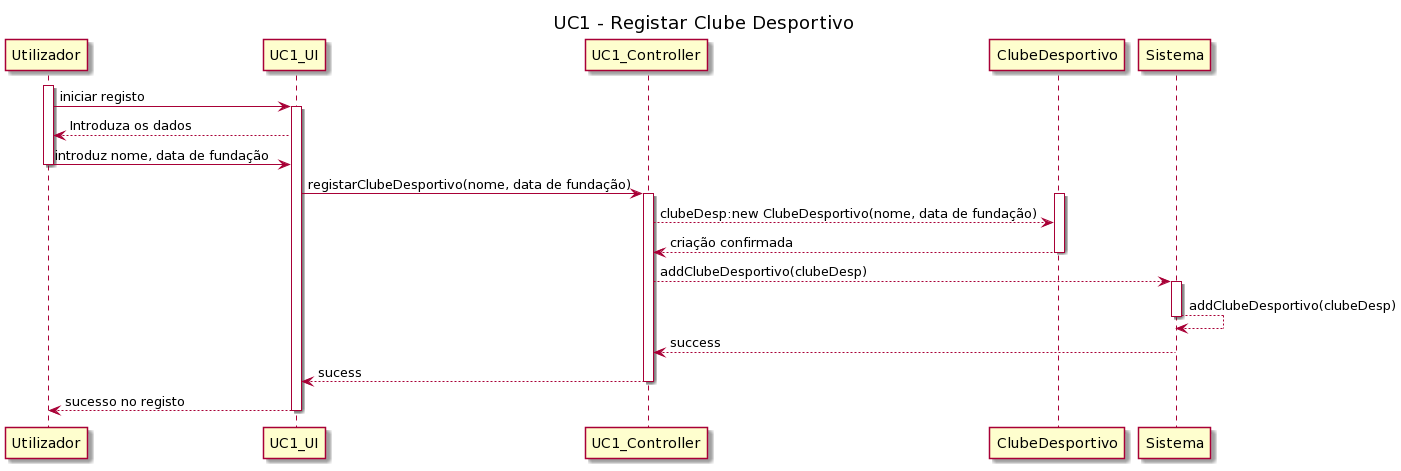 UC1 - Registar Clube Desportivo
Utilizador
UC1_UI
UC1_Controller
ClubeDesportivo
Sistema
iniciar registo
Introduza os dados
introduz nome, data de fundação
registarClubeDesportivo(nome, data de fundação)
clubeDesp:new ClubeDesportivo(nome, data de fundação)
criação confirmada
addClubeDesportivo(clubeDesp)
addClubeDesportivo(clubeDesp)
success
sucess
sucesso no registo
Utilizador
UC1_UI
UC1_Controller
ClubeDesportivo
Sistema